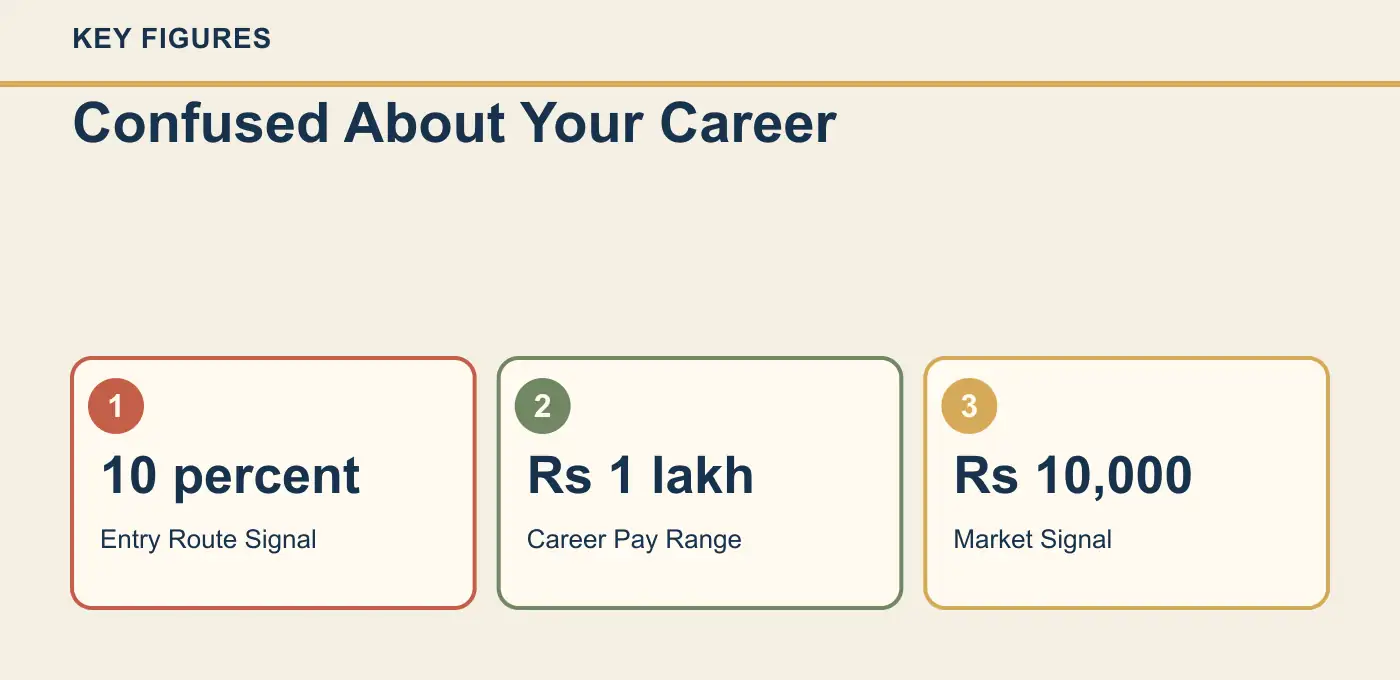 KEY FIGURES
Confused About Your Career
1
10 percent
Entry Route Signal
2
Rs 1 lakh
Career Pay Range
3
Rs 10,000
Market Signal